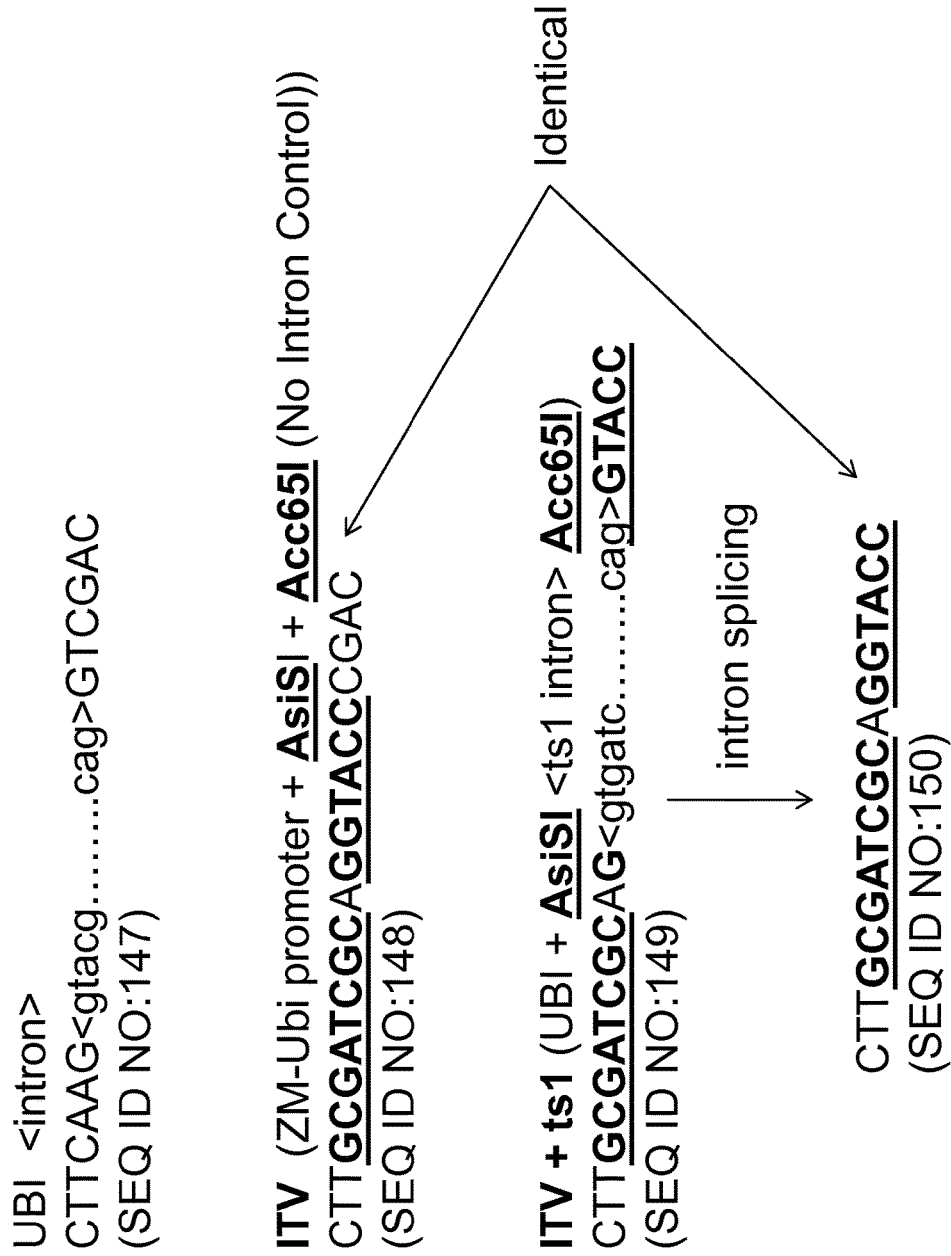 UBI <intron>
CTTCAAG<gtacg.........cag>GTCGAC
(SEQ ID NO:147)
ITV (ZM-Ubi promoter + AsiSI + Acc65I (No Intron Control))
CTTGCGATCGCAGGTACCCGAC
(SEQ ID NO:148)
Identical
ITV + ts1 (UBI + AsiSI <ts1 intron> Acc65I)
CTTGCGATCGCAG<gtgatc.........cag>GTACC
(SEQ ID NO:149)
intron splicing
CTTGCGATCGCAGGTACC
(SEQ ID NO:150)